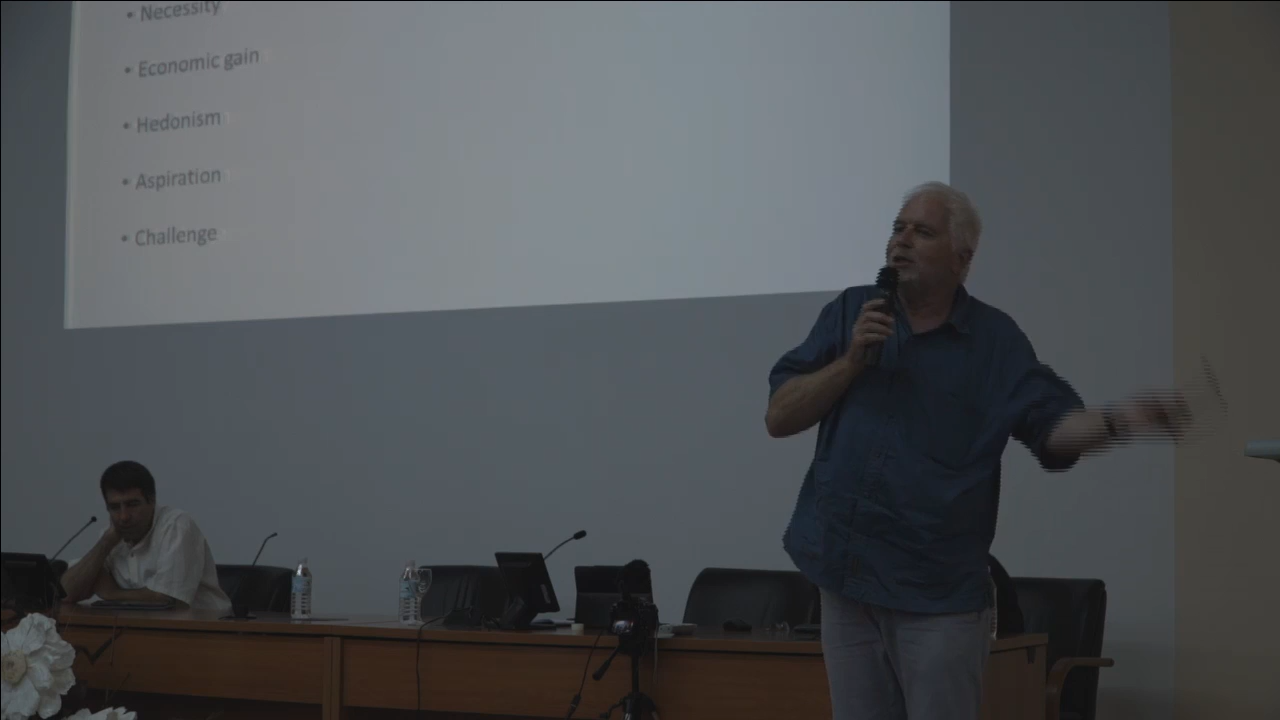 • Necessity
• Economic gain
• Hedonism
• Aspiration
• Challenge